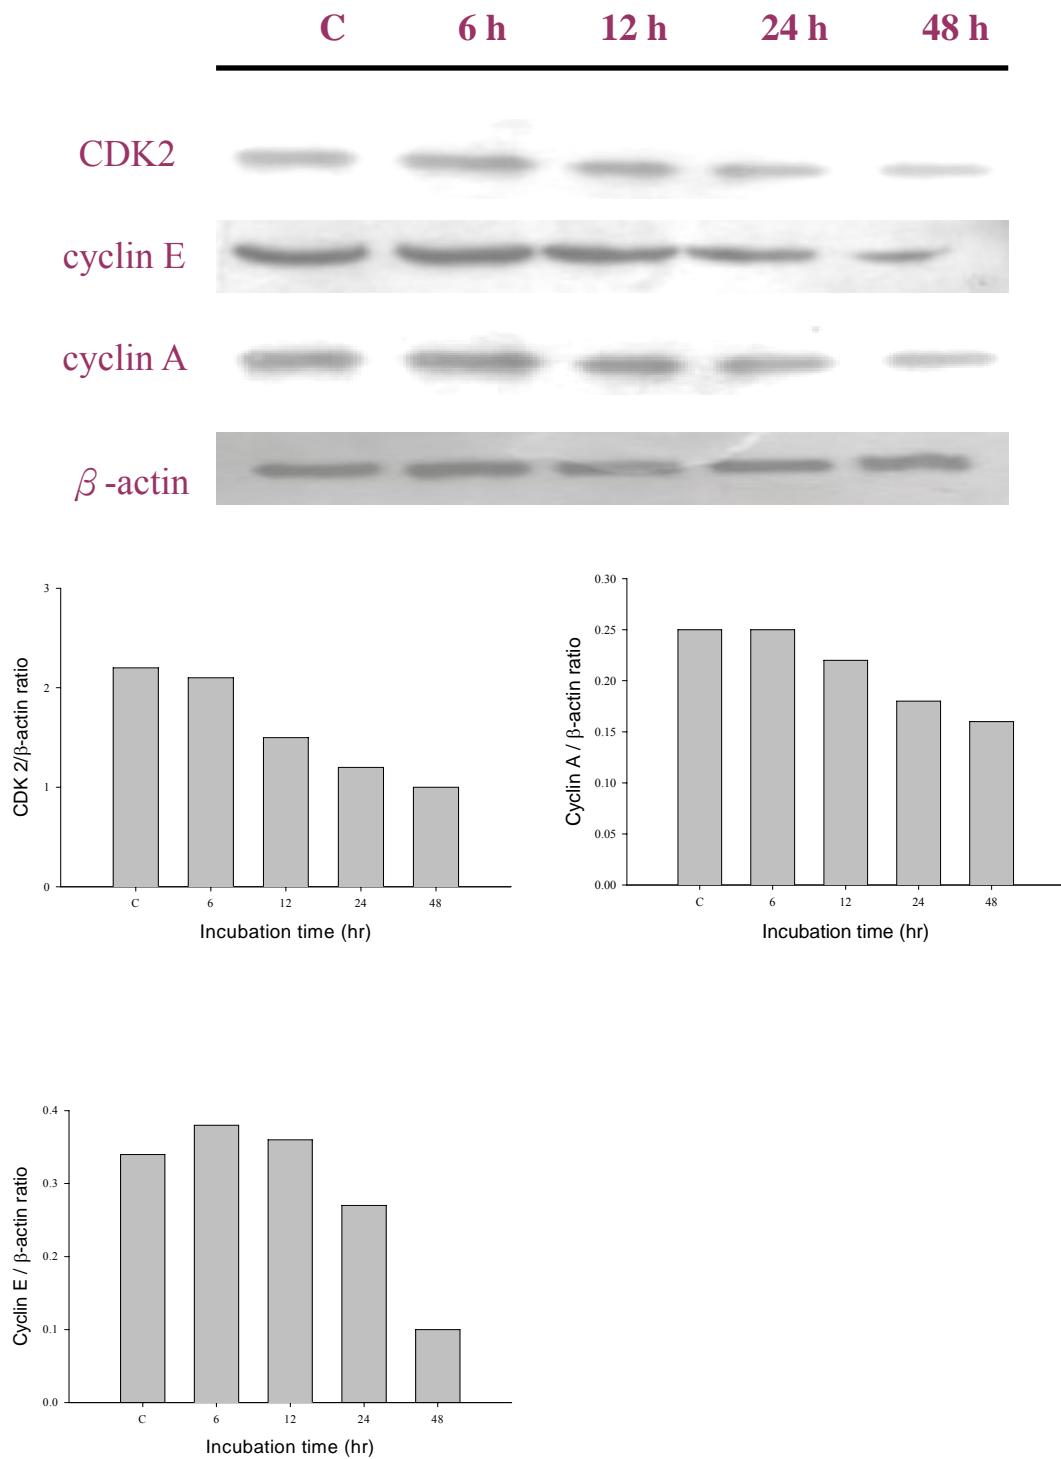 C 6 h 12 h 24 h 48 h
CDK2
cyclin E
cyclin A
β-actin
3
2
1
0
CDK 2/β-actin ratio
C 6 12 24 48
Incubation time (hr)
0.30
0.25
0.20
0.15
0.10
0.05
0.00
Cyclin A / β-actin ratio
C 6 12 24 48
Incubation time (hr)
0.4
0.3
0.2
0.1
0.0
Cyclin E / β-actin ratio
C 6 12 24 48
Incubation time (hr)